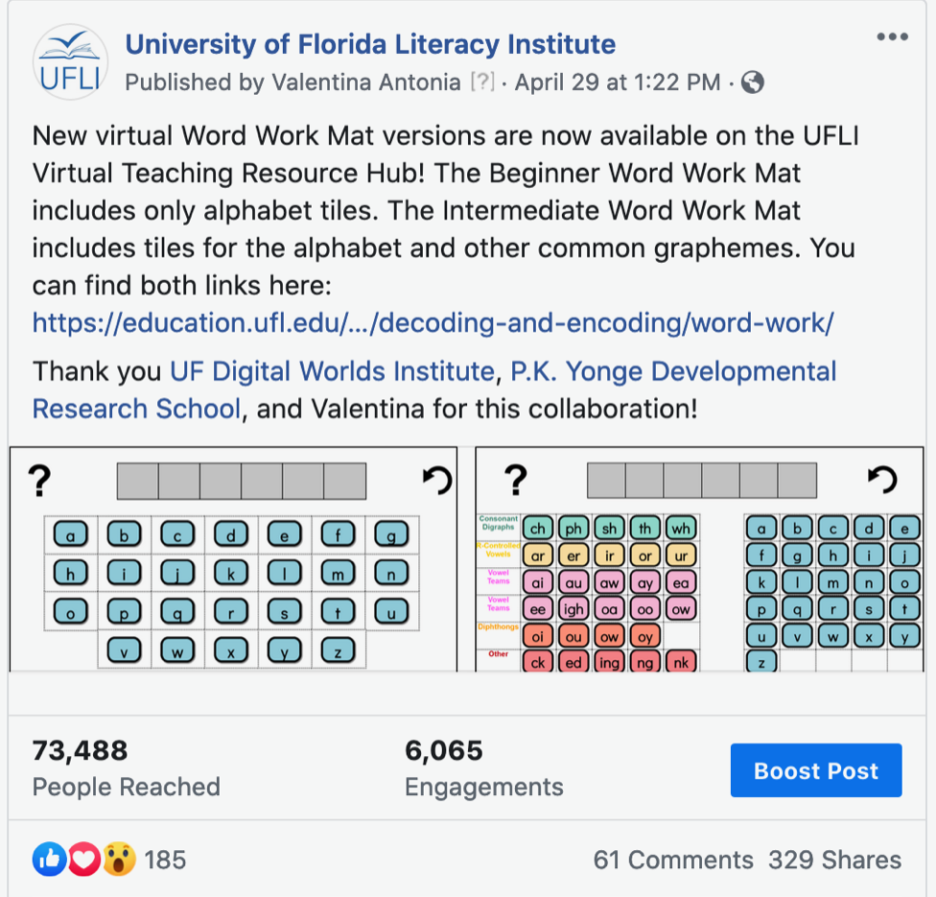 University of Florida Literacy Institute
UFLI
Published by Valentina Antonia [?] · April 29 at 1:22 PM ·
New virtual Word Work Mat versions are now available on the UFLI
Virtual Teaching Resource Hub! The Beginner Word Work Mat
includes only alphabet tiles. The Intermediate Word Work Mat
includes tiles for the alphabet and other common graphemes. You
can find both links here:
https://education.ufl.edu/.../decoding-and-encoding/word-work/
Thank you UF Digital Worlds Institute, P.K. Yonge Developmental
Research School, and Valentina for this collaboration!
?
a b c d e f g
h i j k l m n
o p q r s t u
v w x y z
?
Consonant
Digraphs
ch ph sh th wh
R-Controlled
Vowels
ar er ir or ur
Vowel
Teams
ai au aw ay ea
Vowel
Teams
ee igh oa oo ow
Diphthongs
oi ou ow oy
Other
ck ed ing ng nk
a b c d e
f g h i j
k l m n o
p q r s t
u v w x y
z
73,488
People Reached
6,065
Engagements
Boost Post
185
61 Comments 329 Shares